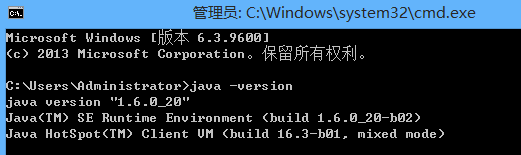 管理员: C:\Windows\system32\cmd.exe
Microsoft Windows [版本 6.3.9600]
(c) 2013 Microsoft Corporation。保留所有权利。
C:\Users\Administrator>java -version
java version "1.6.0_20"
Java(TM) SE Runtime Environment (build 1.6.0_20-b02)
Java HotSpot(TM) Client VM (build 16.3-b01, mixed mode)